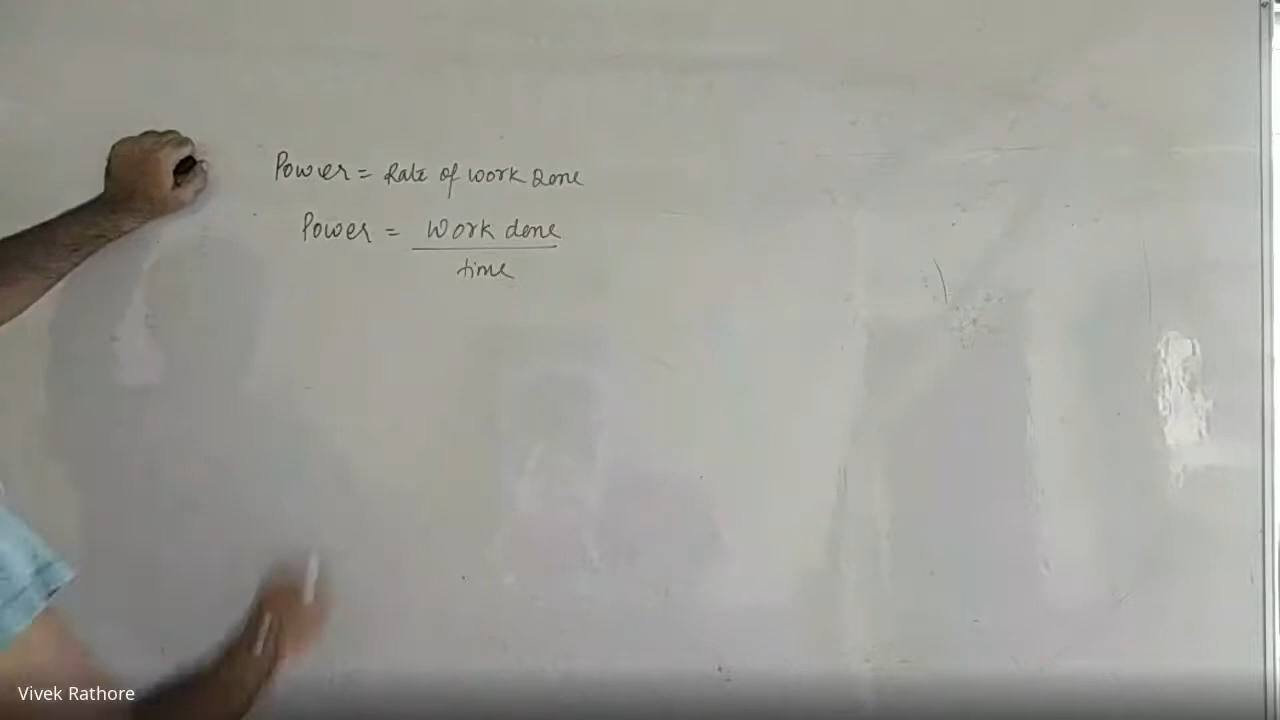 Power = Rate of work Done
Power = Work done
time
Vivek Rathore